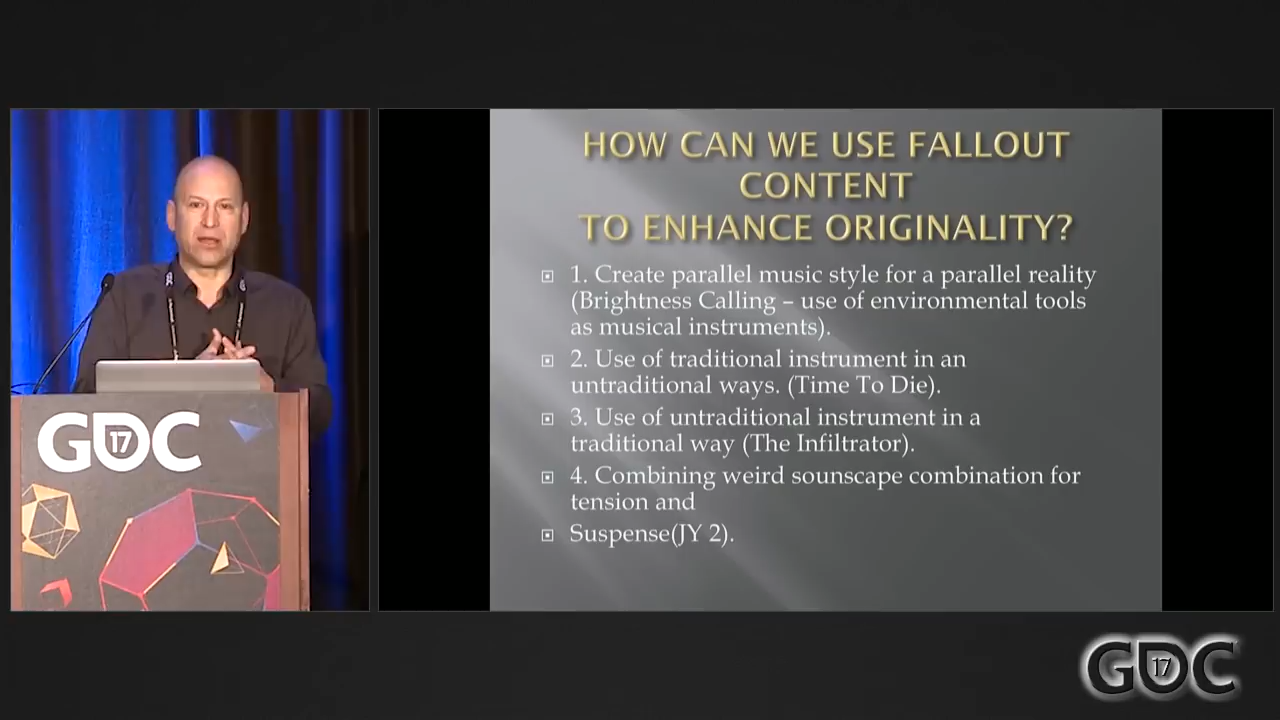 HOW CAN WE USE FALLOUT
CONTENT
TO ENHANCE ORIGINALITY?
1. Create parallel music style for a parallel reality
(Brightness Calling – use of environmental tools
as musical instruments).
2. Use of traditional instrument in an
untraditional ways. (Time To Die).
3. Use of untraditional instrument in a
traditional way (The Infiltrator).
4. Combining weird sounscape combination for
tension and
Suspense(JY 2).
GDC
17
GDC
17